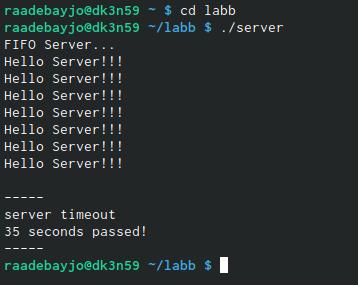 raadebayjo@dk3n59 ~ $ cd labb
raadebayjo@dk3n59 ~/labb $ ./server
FIFO Server...
Hello Server!!!
Hello Server!!!
Hello Server!!!
Hello Server!!!
Hello Server!!!
Hello Server!!!
Hello Server!!!

-----
server timeout
35 seconds passed!
-----
raadebayjo@dk3n59 ~/labb $